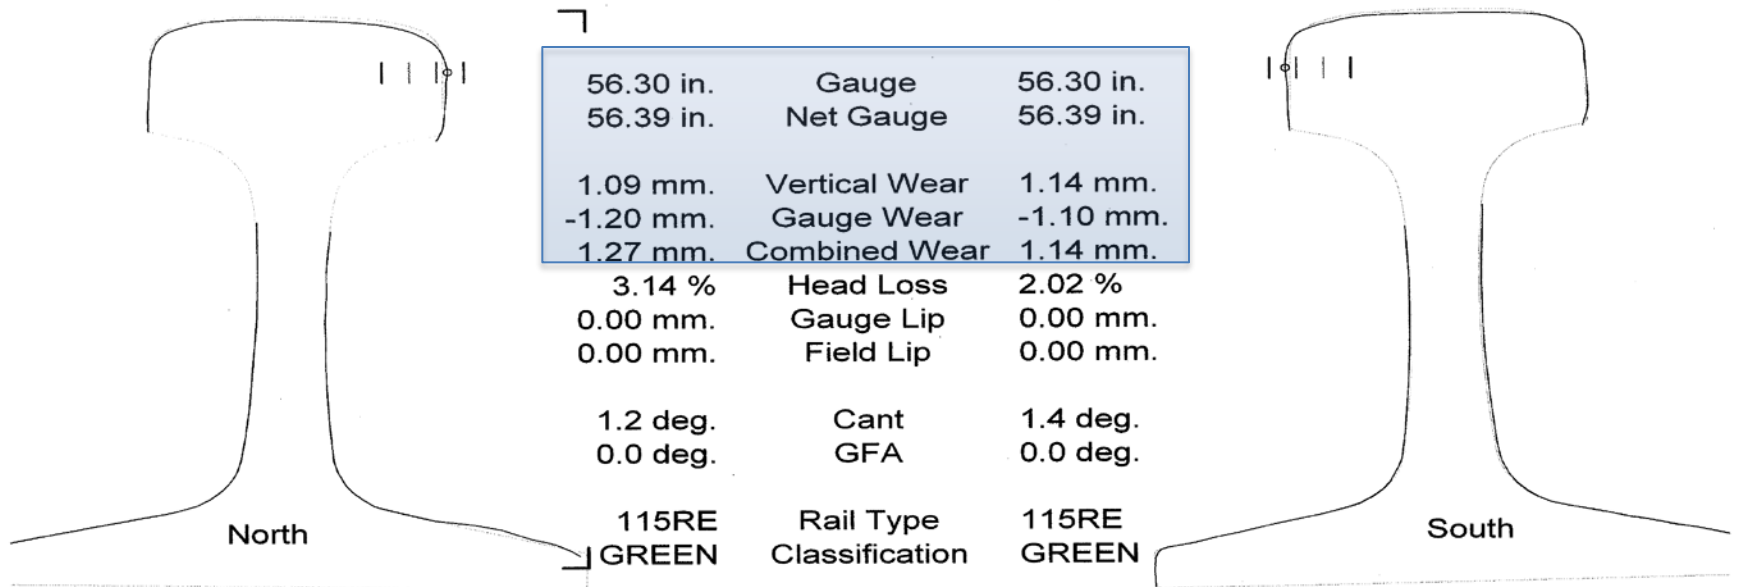 56.30 in. Gauge 56.30 in.
56.39 in. Net Gauge 56.39 in.
1.09 mm. Vertical Wear 1.14 mm.
-1.20 mm. Gauge Wear -1.10 mm.
1.27 mm. Combined Wear 1.14 mm.
3.14 % Head Loss 2.02 %
0.00 mm. Gauge Lip 0.00 mm.
0.00 mm. Field Lip 0.00 mm.
1.2 deg. Cant 1.4 deg.
0.0 deg. GFA 0.0 deg.
115RE Rail Type 115RE
North
South
GREEN Classification GREEN